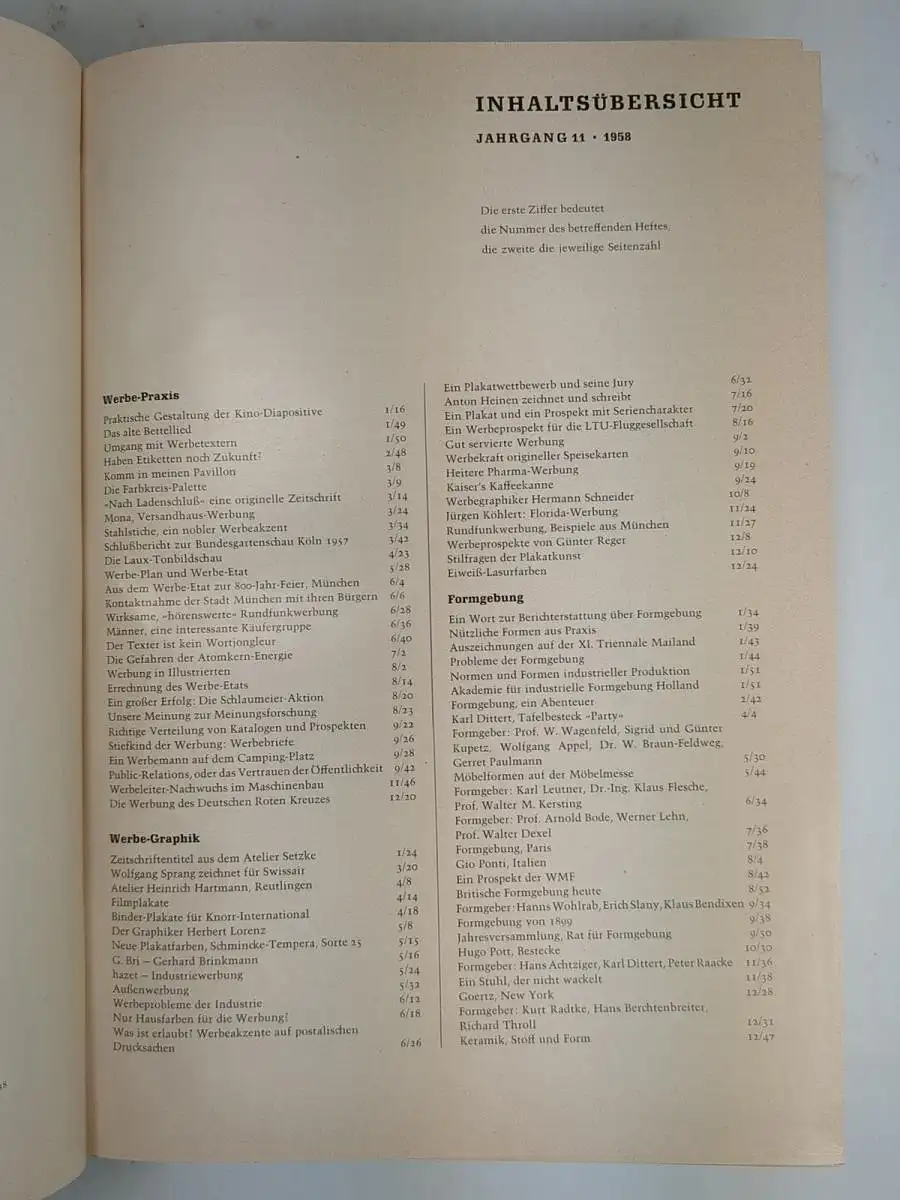 INHALTSÜBERSICHT
JAHRGANG 11 · 1958
Die erste Ziffer bedeutet
die Nummer des betreffenden Heftes,
die zweite die jeweilige Seitenzahl
Werbe-Praxis
Praktische Gestaltung der Kino-Diapositive 1/16
Das alte Bettellied 1/49
Umgang mit Werbetextern 1/50
Haben Etiketten noch Zukunft? 2/48
Komm in meinen Pavillon 3/8
Die Farbkreis-Palette 3/9
»Nach Ladenschluß« eine originelle Zeitschrift 3/14
Mona, Versandhaus-Werbung 3/24
Stahlstiche, ein nobler Werbeakzent 3/34
Schlußbericht zur Bundesgartenschau Köln 1957 3/42
Die Laux-Tonbildschau 4/23
Werbe-Plan und Werbe-Etat 5/28
Aus dem Werbe-Etat zur 800-Jahr-Feier, München 6/4
Kontaktnahme der Stadt München mit ihren Bürgern 6/6
Wirksame, »hörenswerte« Rundfunkwerbung 6/28
Männer, eine interessante Käufergruppe 6/36
Der Texter ist kein Wortjongleur 6/40
Die Gefahren der Atomkern-Energie 7/2
Werbung in Illustrierten 8/2
Errechnung des Werbe-Etats 8/14
Ein großer Erfolg: Die Schlaumeier-Aktion 8/20
Unsere Meinung zur Meinungsforschung 8/23
Richtige Verteilung von Katalogen und Prospekten 9/22
Stiefkind der Werbung: Werbebriefe 9/26
Ein Werbemann auf dem Camping-Platz 9/28
Public-Relations, oder das Vertrauen der Öffentlichkeit 9/42
Werbeleiter-Nachwuchs im Maschinenbau 11/46
Die Werbung des Deutschen Roten Kreuzes 12/20
Werbe-Graphik
Zeitschriftentitel aus dem Atelier Setzke 1/24
Wolfgang Sprang zeichnet für Swissair 3/20
Atelier Heinrich Hartmann, Reutlingen 4/8
Filmplakate 4/14
Binder-Plakate für Knorr-International 4/18
Der Graphiker Herbert Lorenz 5/8
Neue Plakatfarben, Schmincke-Tempera, Sorte 25 5/15
G. Bri – Gerhard Brinkmann 5/16
hazet – Industriewerbung 5/24
Außenwerbung 5/32
Werbeprobleme der Industrie 6/12
Nur Hausfarben für die Werbung? 6/18
Was ist erlaubt? Werbeakzente auf postalischen
Drucksachen 6/26
Ein Plakatwettbewerb und seine Jury 6/32
Anton Heinen zeichnet und schreibt 7/16
Ein Plakat und ein Prospekt mit Seriencharakter 7/20
Ein Werbeprospekt für die LTU-Fluggesellschaft 8/16
Gut servierte Werbung 9/2
Werbekraft origineller Speisekarten 9/10
Heitere Pharma-Werbung 9/19
Kaiser's Kaffeekanne 9/24
Werbegraphiker Hermann Schneider 10/8
Jürgen Köhlert: Florida-Werbung 11/24
Rundfunkwerbung, Beispiele aus München 11/27
Werbeprospekte von Günter Reger 12/8
Stilfragen der Plakatkunst 12/10
Eiweiß-Lasurfarben 12/24
Formgebung
Ein Wort zur Berichterstattung über Formgebung 1/34
Nützliche Formen aus Praxis 1/39
Auszeichnungen auf der XI. Triennale Mailand 1/43
Probleme der Formgebung 1/44
Normen und Formen industrieller Produktion 1/51
Akademie für industrielle Formgebung Holland 1/51
Formgebung, ein Abenteuer 2/42
Karl Dittert, Tafelbesteck »Party« 4/4
Formgeber: Prof. W. Wagenfeld, Sigrid und Günter
Kupetz, Wolfgang Appel, Dr. W. Braun-Feldweg,
Gerret Paulmann 5/30
Möbelformen auf der Möbelmesse 5/44
Formgeber: Karl Leutner, Dr.-Ing. Klaus Flesche,
Prof. Walter M. Kersting 6/34
Formgeber: Prof. Arnold Bode, Werner Lehn,
Prof. Walter Dexel 7/36
Formgebung, Paris 7/38
Gio Ponti, Italien 8/4
Ein Prospekt der WMF 8/42
Britische Formgebung heute 8/52
Formgeber: Hanns Wohlrab, Erich Slany, Klaus Bendixen 9/34
Formgebung von 1899 9/38
Jahresversammlung, Rat für Formgebung 9/50
Hugo Pott, Bestecke 10/30
Formgeber: Hans Achtziger, Karl Dittert, Peter Raacke 11/36
Ein Stuhl, der nicht wackelt 11/38
Goertz, New York 12/28
Formgeber: Kurt Radtke, Hans Berchtenbreiter,
Richard Throll 12/31
Keramik, Stoff und Form 12/47